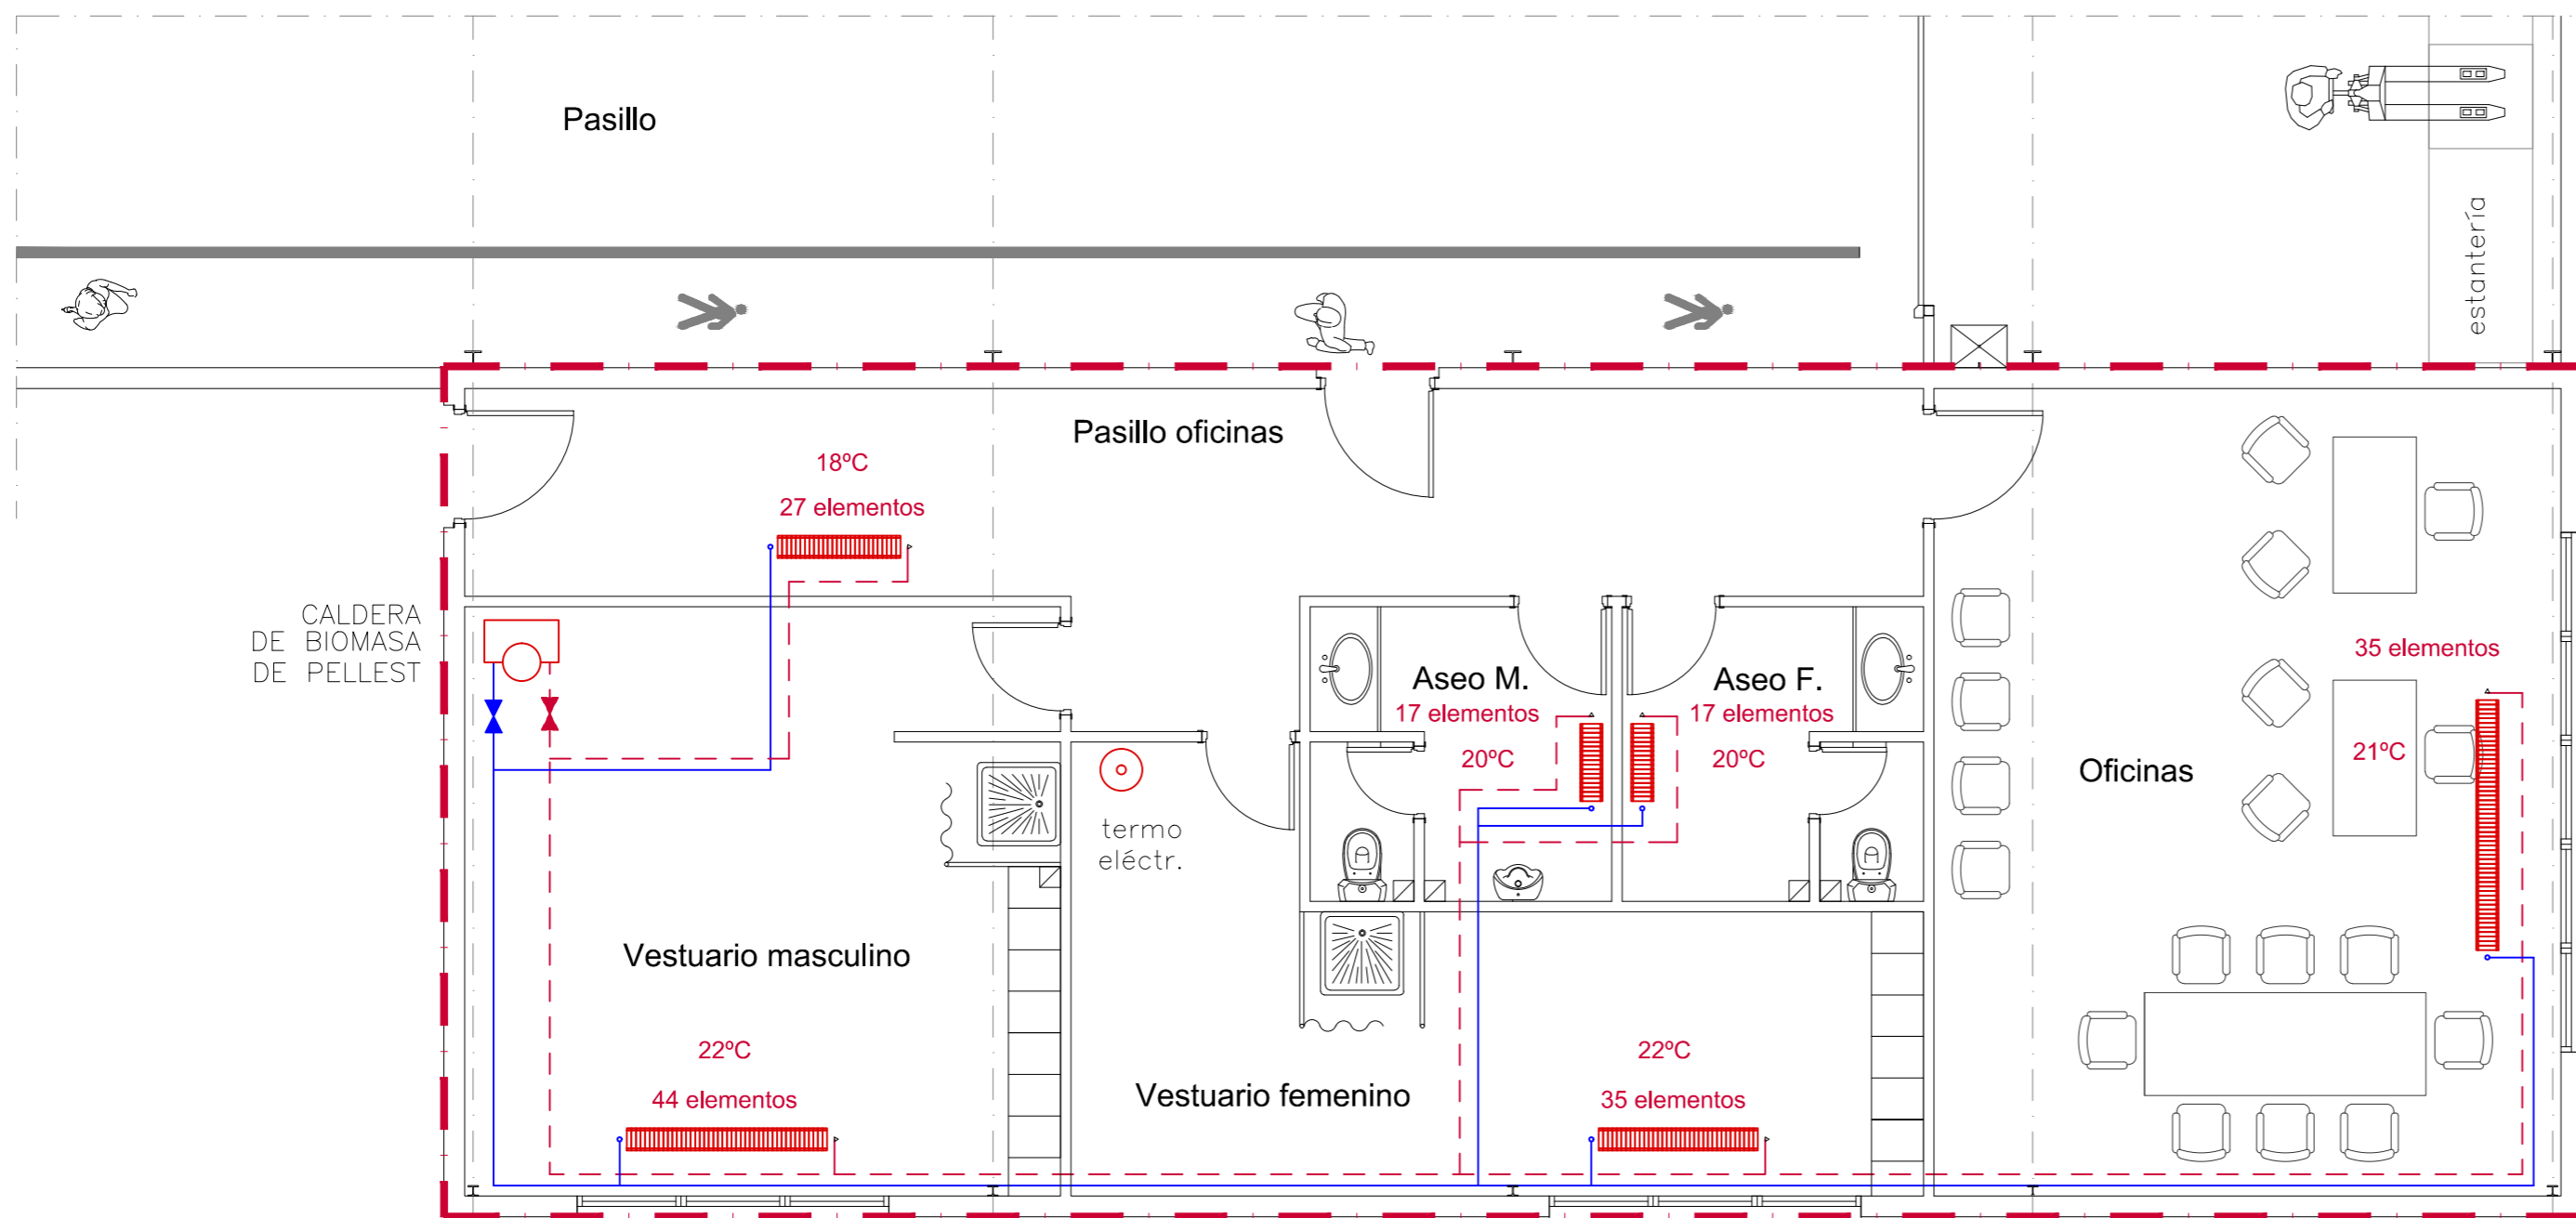 Pasillo
estantería
Pasillo oficinas
18ºC
27 elementos
CALDERA
DE BIOMASA
DE PELLEST
35 elementos
Aseo M.
17 elementos
20ºC
Aseo F.
17 elementos
20ºC
21ºC
Oficinas
termo
eléctr.
Vestuario masculino
22ºC
44 elementos
Vestuario femenino
22ºC
35 elementos